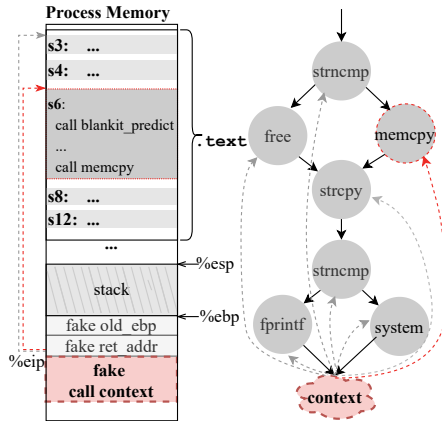 Process Memory
s3: ...
s4: ...
s6:
call blankit_predict
...
call memcpy
s8: ...
s12: ...
...
.text
%esp
stack
%ebp
fake old_ebp
fake ret_addr
%eip
fake
call context
strncmp
free
memcpy
strcpy
strncmp
fprintf
system
context